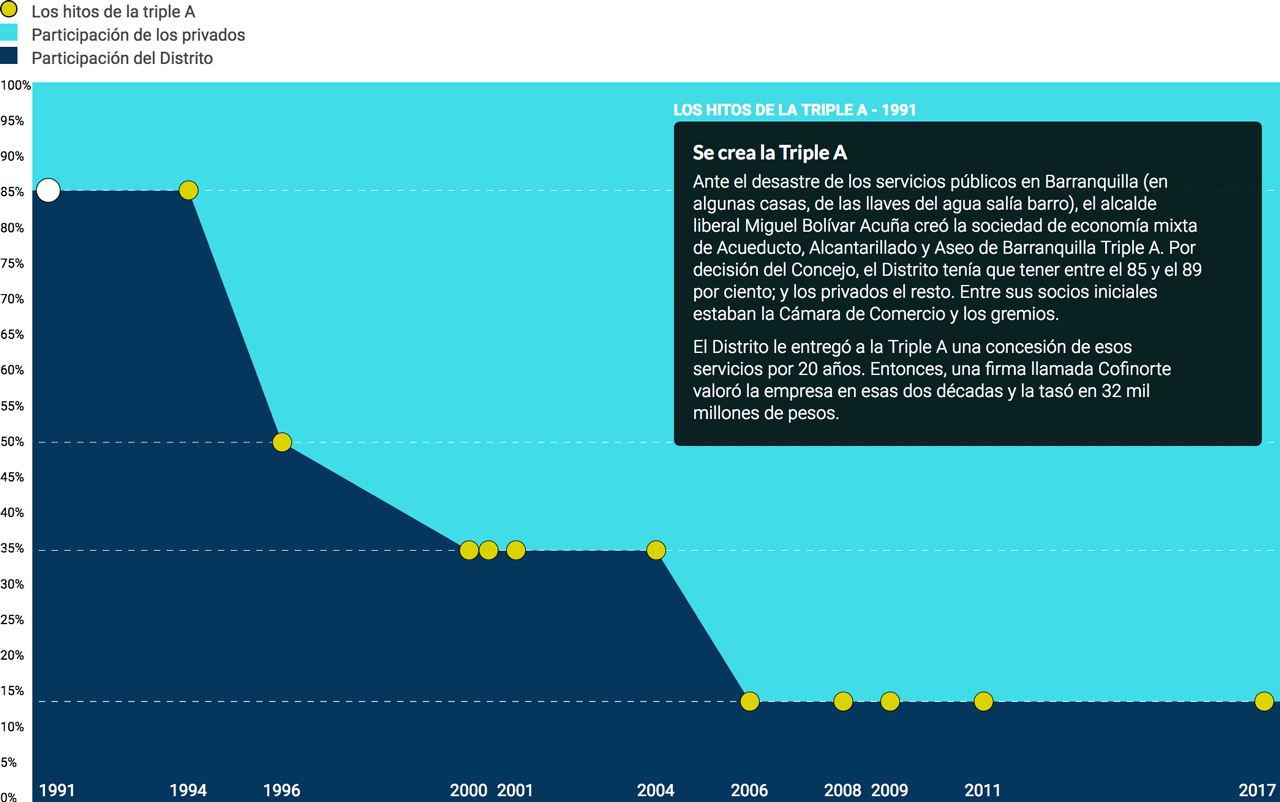 Los hitos de la triple A
Participación de los privados
Participación del Distrito
100%
95%
90%
85%
80%
75%
70%
65%
60%
55%
50%
45%
40%
35%
30%
25%
20%
15%
10%
5%
0%
LOS HITOS DE LA TRIPLE A - 1991
Se crea la Triple A
Ante el desastre de los servicios públicos en Barranquilla (en
algunas casas, de las llaves del agua salía barro), el alcalde
liberal Miguel Bolívar Acuña creó la sociedad de economía mixta
de Acueducto, Alcantarillado y Aseo de Barranquilla Triple A. Por
decisión del Concejo, el Distrito tenía que tener entre el 85 y el 89
por ciento; y los privados el resto. Entre sus socios iniciales
estaban la Cámara de Comercio y los gremios.
El Distrito le entregó a la Triple A una concesión de esos
servicios por 20 años. Entonces, una firma llamada Cofinorte
valoró la empresa en esas dos décadas y la tasó en 32 mil
millones de pesos.
1991 1994 1996 2000 2001 2004 2006 2008 2009 2011 2017